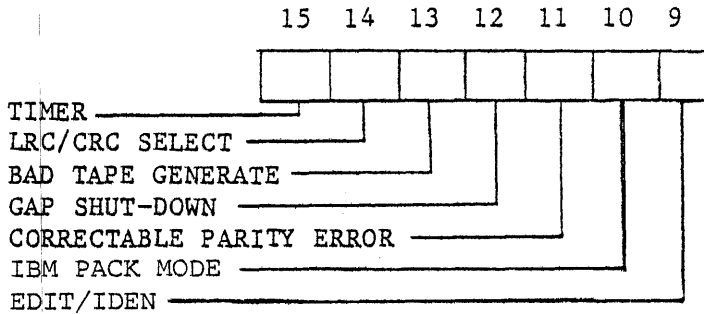 15 14 13 12 11 10 9
TIMER
LRC/CRC SELECT
BAD TAPE GENERATE
GAP SHUT-DOWN
CORRECTABLE PARITY ERROR
IBM PACK MODE
EDIT/IDEN